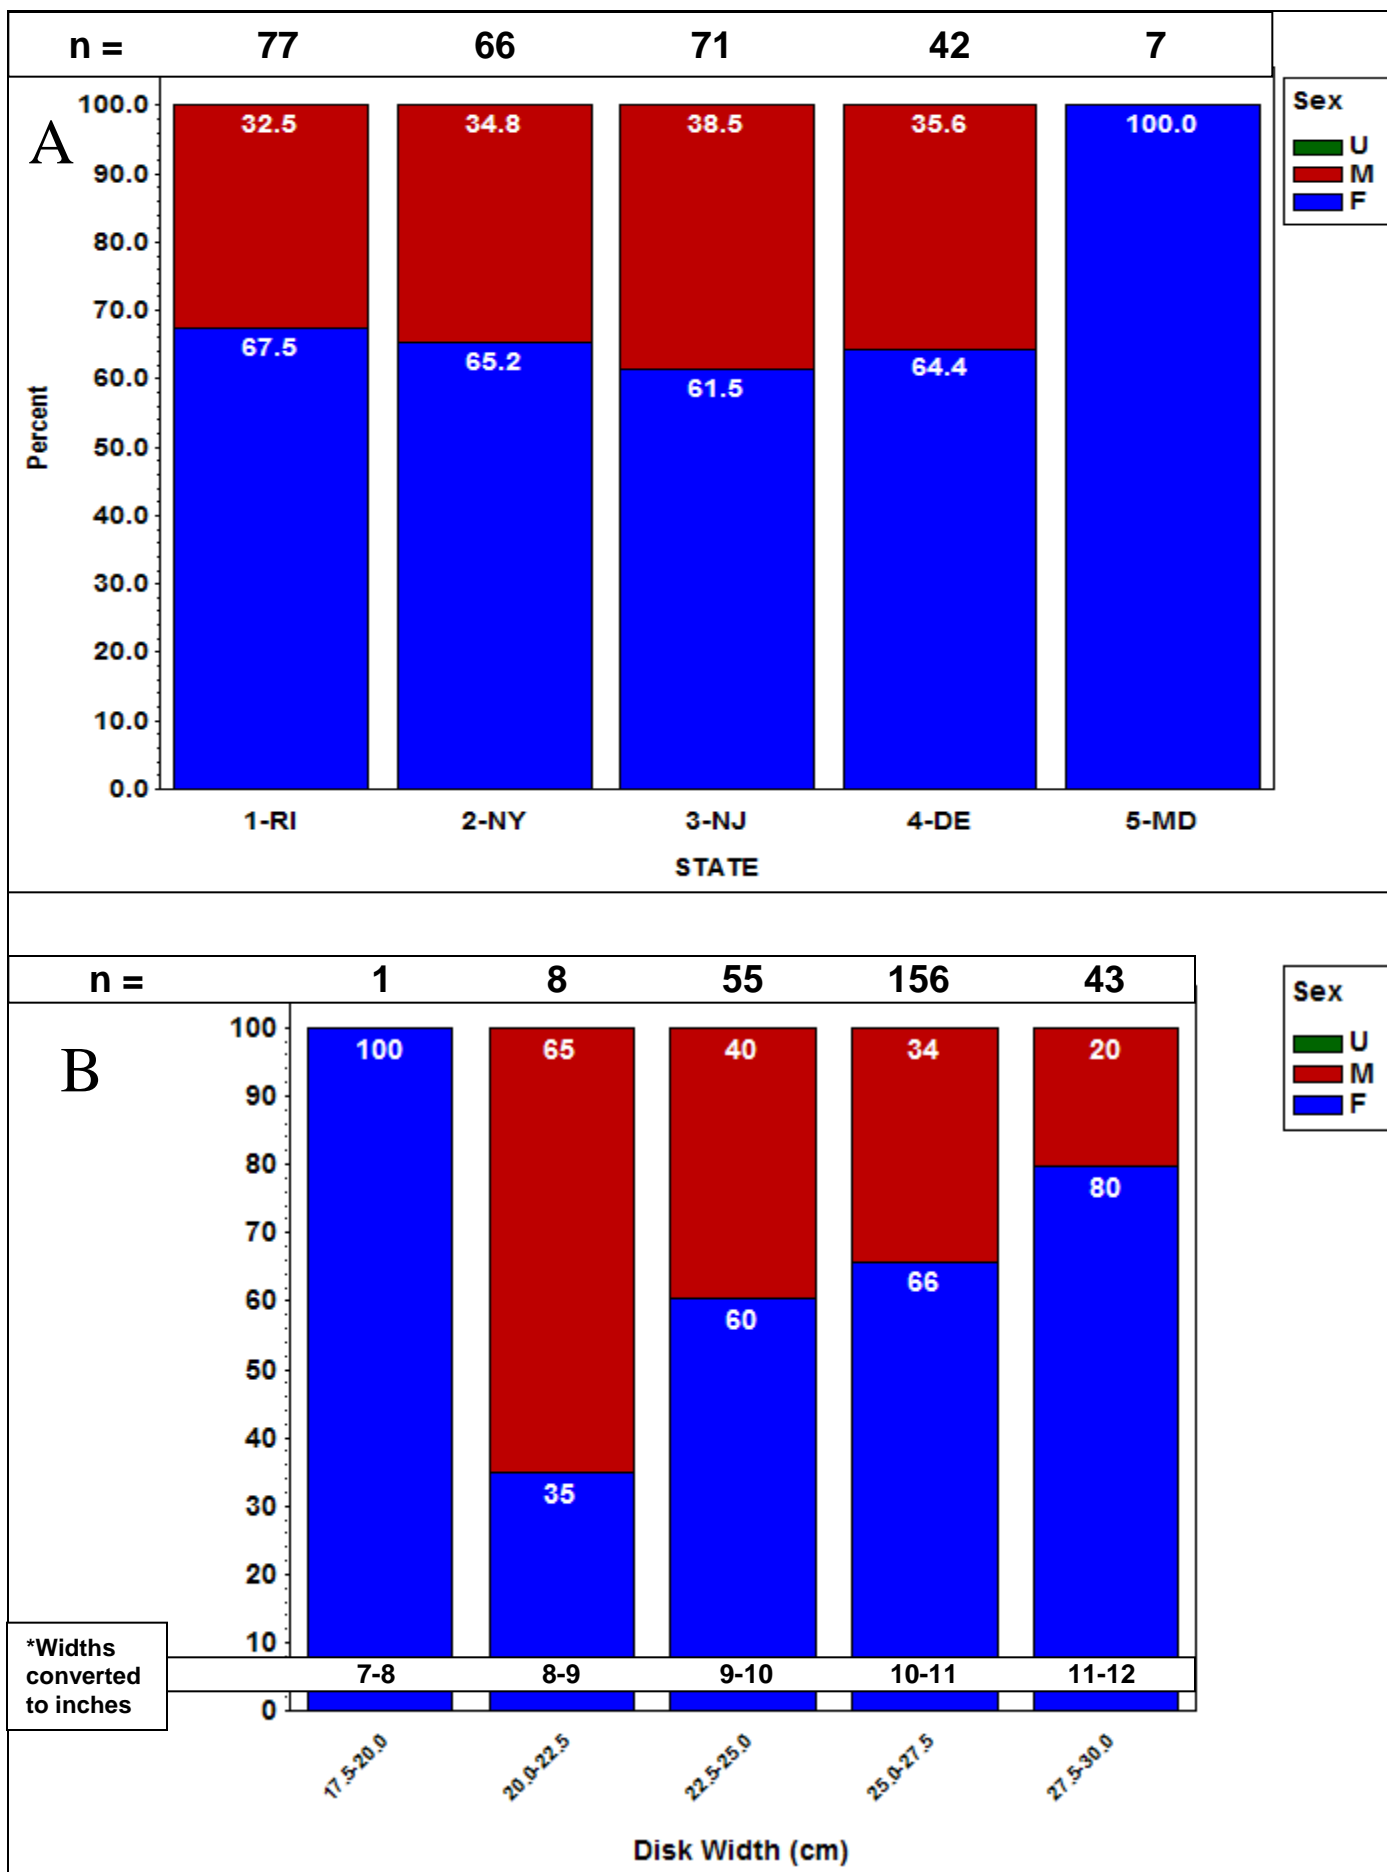 n = 77 66 71 42 7
A
Sex
U
M
F
100.0
90.0
80.0
70.0
60.0
50.0
40.0
30.0
20.0
10.0
0.0
Percent
32.5 34.8 38.5 35.6 100.0
67.5 65.2 61.5 64.4
1-RI 2-NY 3-NJ 4-DE 5-MD
STATE
n = 1 8 55 156 43
B
Sex
U
M
F
100
90
80
70
60
50
40
30
20
10
0
100 65 40 34 20
35 60 66 80
*Widths
converted
to inches
7-8 8-9 9-10 10-11 11-12
17.5-20.0 20.0-22.5 22.5-25.0 25.0-27.5 27.5-30.0
Disk Width (cm)